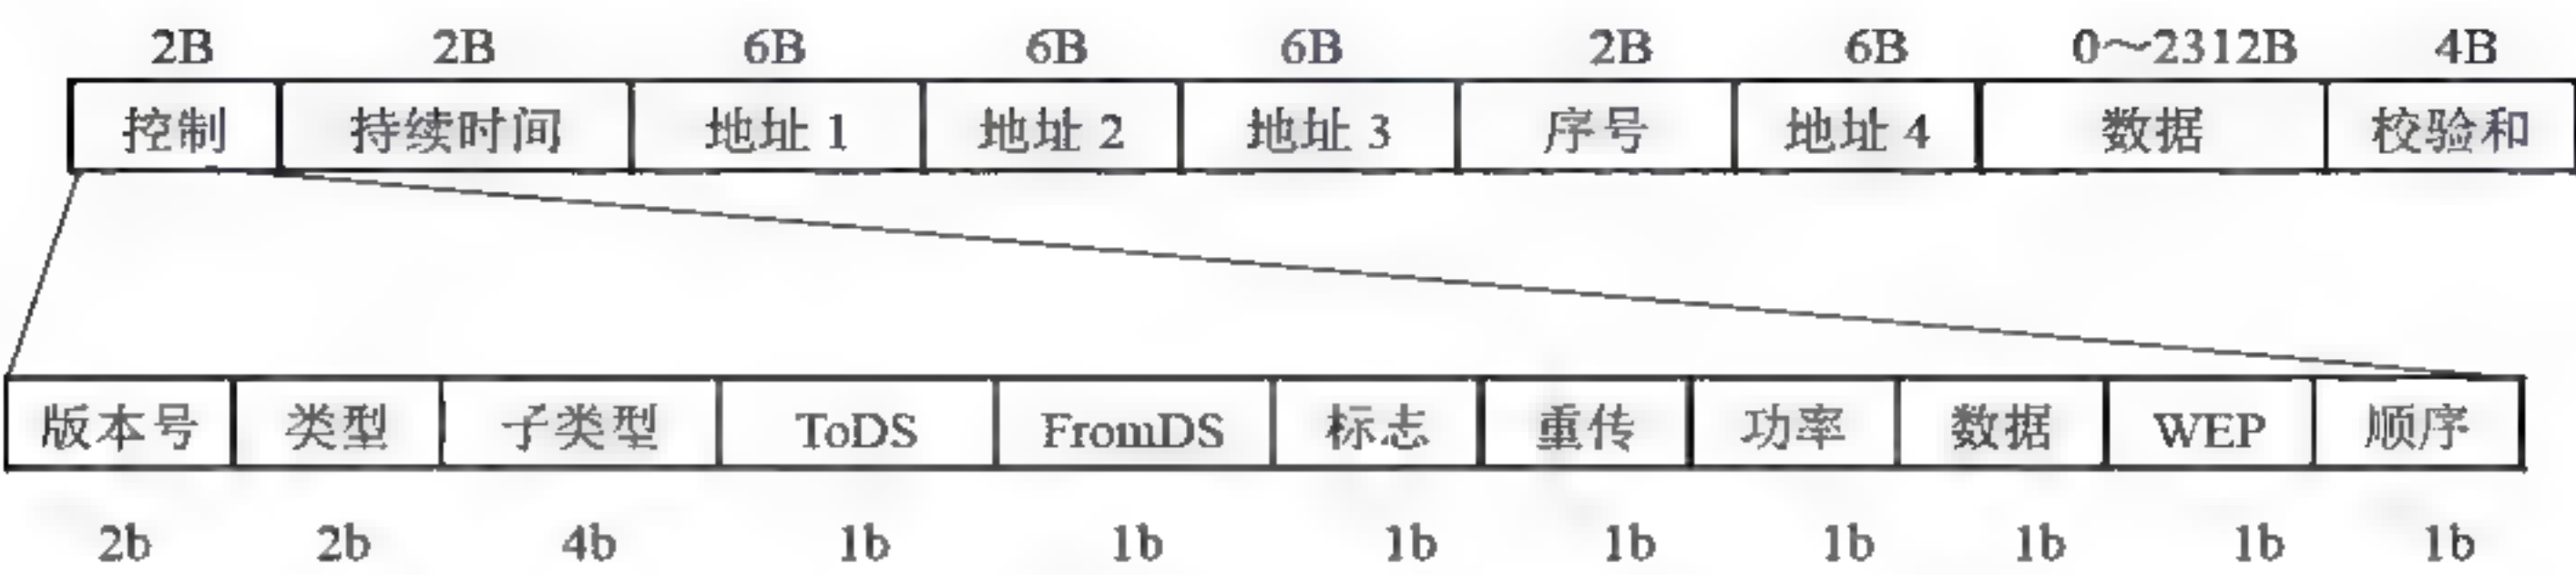 2B 2B 6B 6B 6B 2B 6B 0～2312B 4B
控制 持续时间 地址 1 地址 2 地址 3 序号 地址 4 数据 校验和
版本号 类型 子类型 ToDS FromDS 标志 重传 功率 数据 WEP 顺序
2b 2b 4b 1b 1b 1b 1b 1b 1b 1b 1b